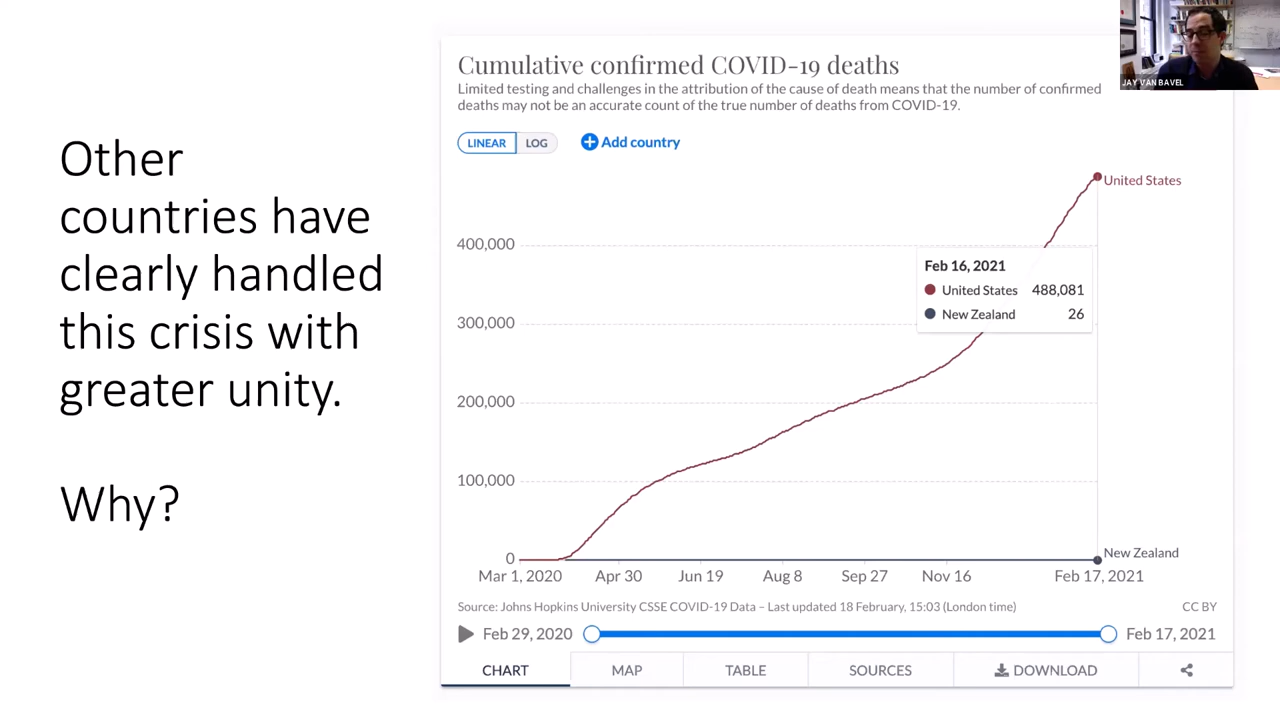 Other
countries have
clearly handled
this crisis with
greater unity.
Why?
JAY VAN BAVEL
Cumulative confirmed COVID-19 deaths
Limited testing and challenges in the attribution of the cause of death means that the number of confirmed
deaths may not be an accurate count of the true number of deaths from COVID-19.
LINEAR LOG Add country
United States
400,000
300,000
200,000
100,000
0
Feb 16, 2021
United States 488,081
New Zealand 26
New Zealand
Mar 1, 2020 Apr 30 Jun 19 Aug 8 Sep 27 Nov 16 Feb 17, 2021
Source: Johns Hopkins University CSSE COVID-19 Data – Last updated 18 February, 15:03 (London time) CC BY
Feb 29, 2020 Feb 17, 2021
CHART MAP TABLE SOURCES DOWNLOAD